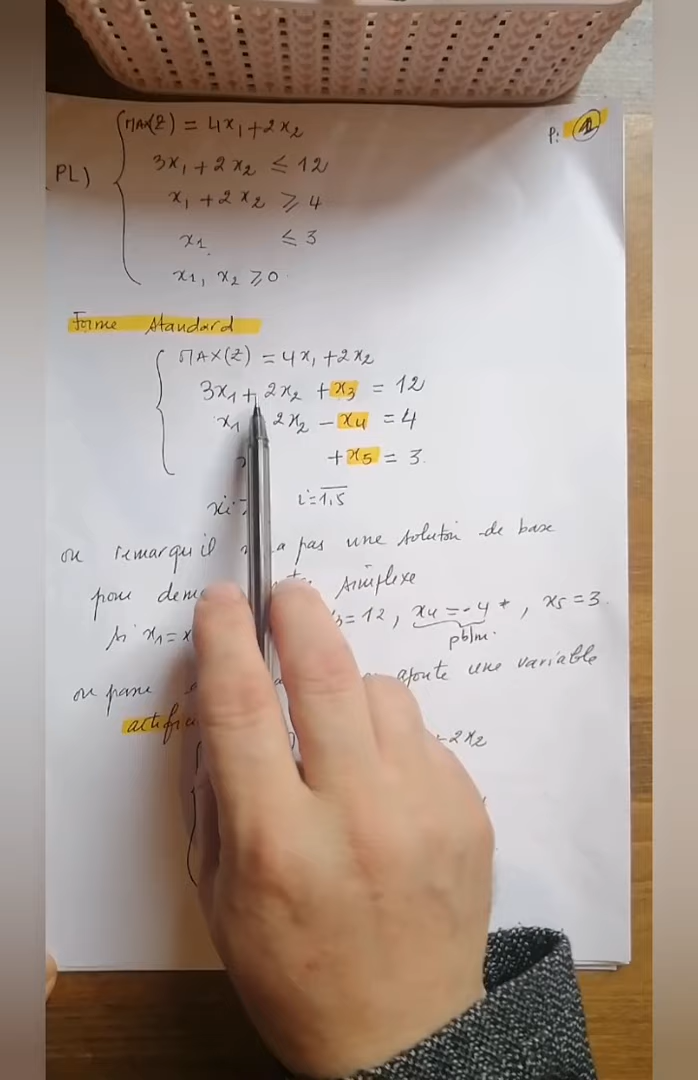 P: 1
PL)
MAX(Z) = 4x₁ + 2x₂
3x₁ + 2x₂ ≤ 12
x₁ + 2x₂ ⩾ 4
x₁ ≤ 3
x₁, x₂ ⩾ 0
Forme standard
MAX(Z) = 4x₁ + 2x₂
3x₁ + 2x₂ + x₃ = 12
x₁ 2x₂ - x₄ = 4
+ x₅ = 3.
xi i = 1,5
on remarqu il a pas une solution de base
pour simplexe
si x₁ = = 12, x₄ = -4 *, x₅ = 3.
pblm.
on passe ajoute une variable
+ 2x₂